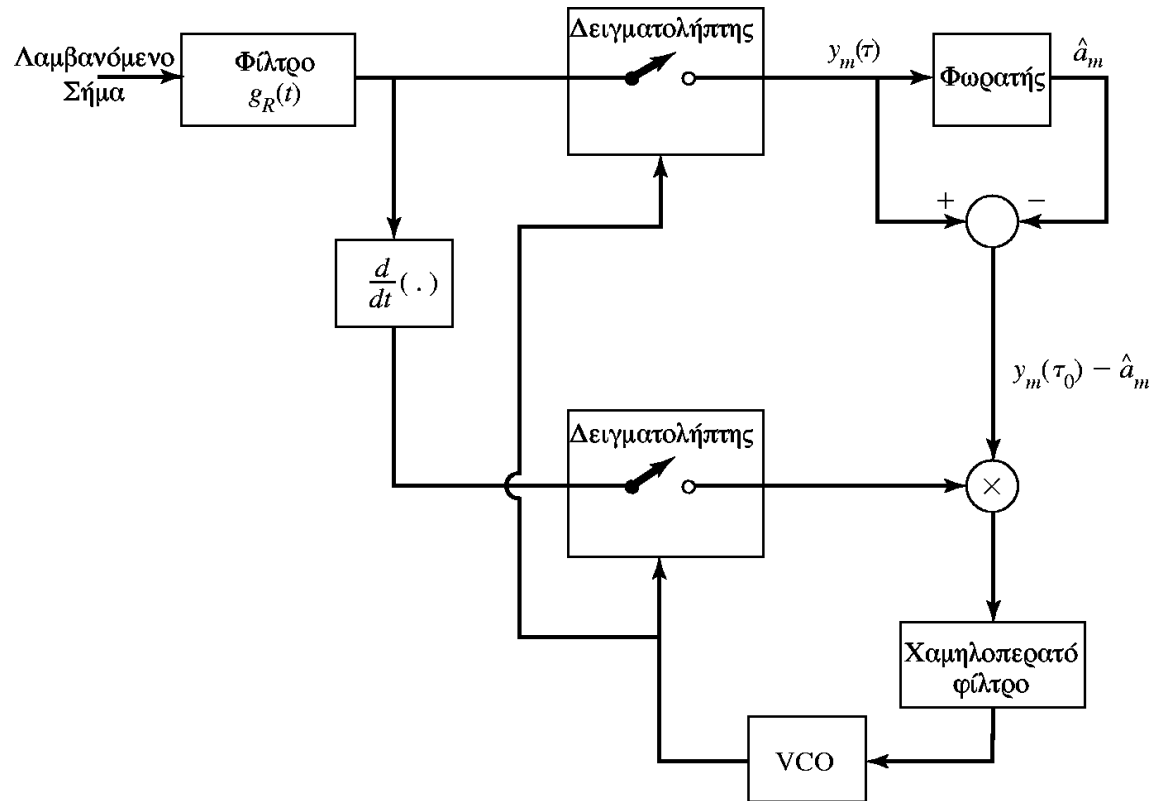 Λαμβανόμενο
Σήμα
Φίλτρο
g_R(t)
Δειγματολήπτης
y_m(τ)
Φωρατής
â_m
+
−
d/dt (.)
y_m(τ_0) − â_m
Δειγματολήπτης
×
Χαμηλοπερατό
φίλτρο
VCO